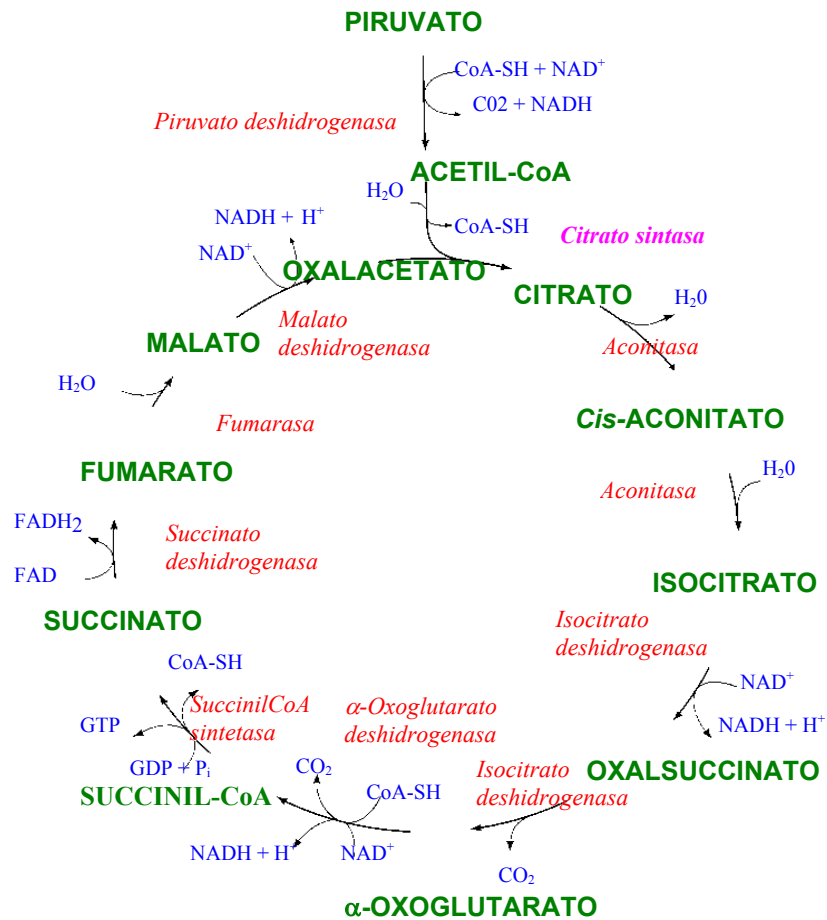 PIRUVATO
CoA-SH + NAD⁺
C02 + NADH
Piruvato deshidrogenasa
ACETIL-CoA
H₂O
CoA-SH
NADH + H⁺
NAD⁺
Citrato sintasa
OXALACETATO
CITRATO
H₂0
Malato
deshidrogenasa
MALATO
Aconitasa
H₂O
Fumarasa
Cis-ACONITATO
FUMARATO
Aconitasa
H₂0
FADH2
Succinato
deshidrogenasa
FAD
ISOCITRATO
SUCCINATO
Isocitrato
deshidrogenasa
CoA-SH
NAD⁺
SuccinilCoA
sintetasa
α-Oxoglutarato
deshidrogenasa
GTP
NADH + H⁺
GDP + Pᵢ
CO₂
Isocitrato
deshidrogenasa
OXALSUCCINATO
SUCCINIL-CoA
CoA-SH
NADH + H⁺
NAD⁺
CO₂
α-OXOGLUTARATO